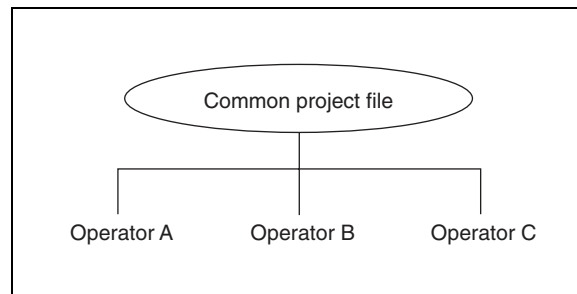 Common project file
Operator A
Operator B
Operator C